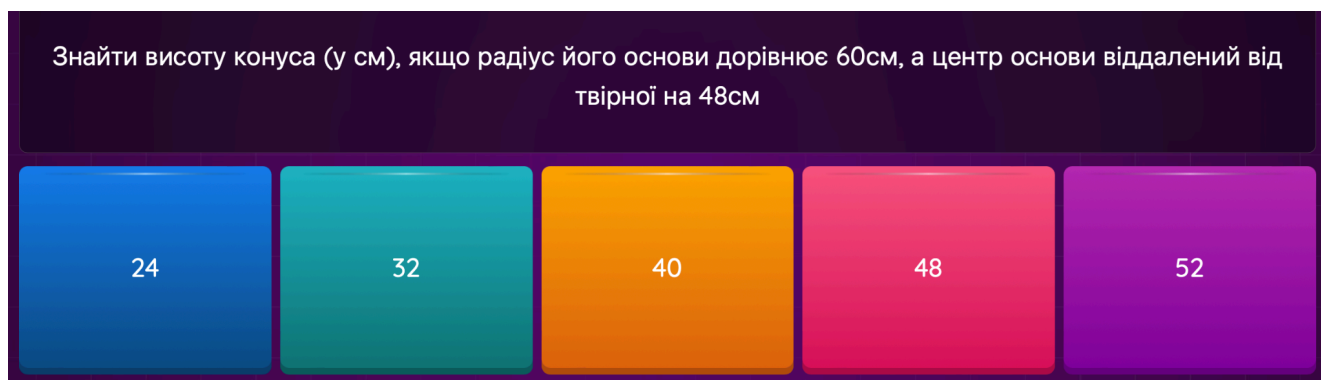 Знайти висоту конуса (у см), якщо радіус його основи дорівнює 60см, а центр основи віддалений від
твірної на 48см
24
32
40
48
52